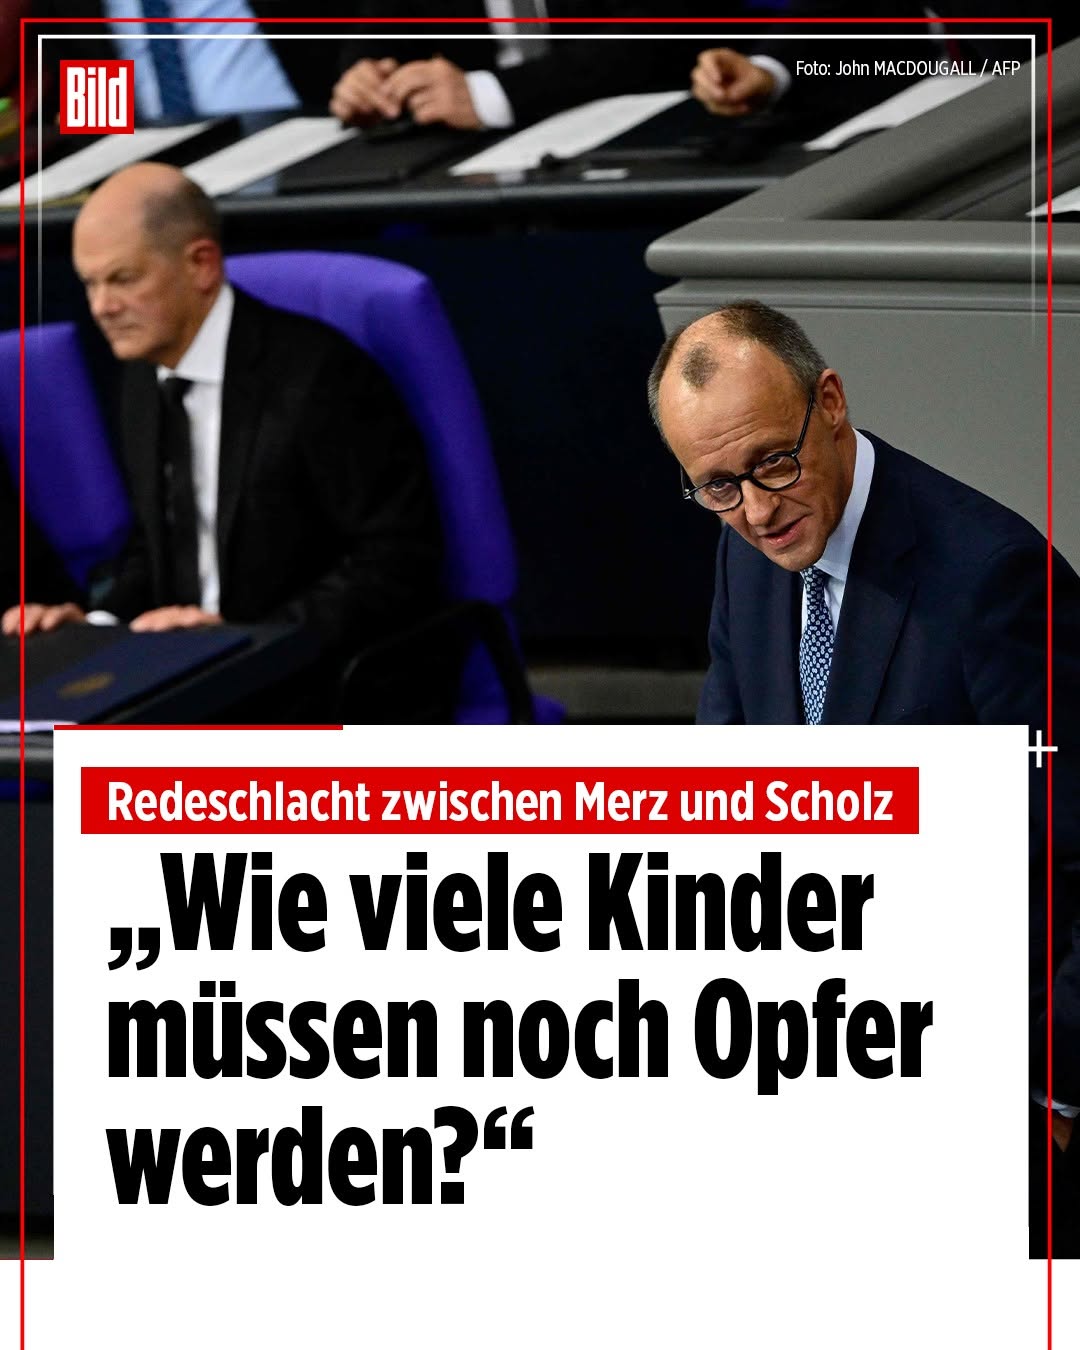 Bild
Foto: John MACDOUGALL / AFP
Redeschlacht zwischen Merz und Scholz
„Wie viele Kinder
müssen noch Opfer
werden?“